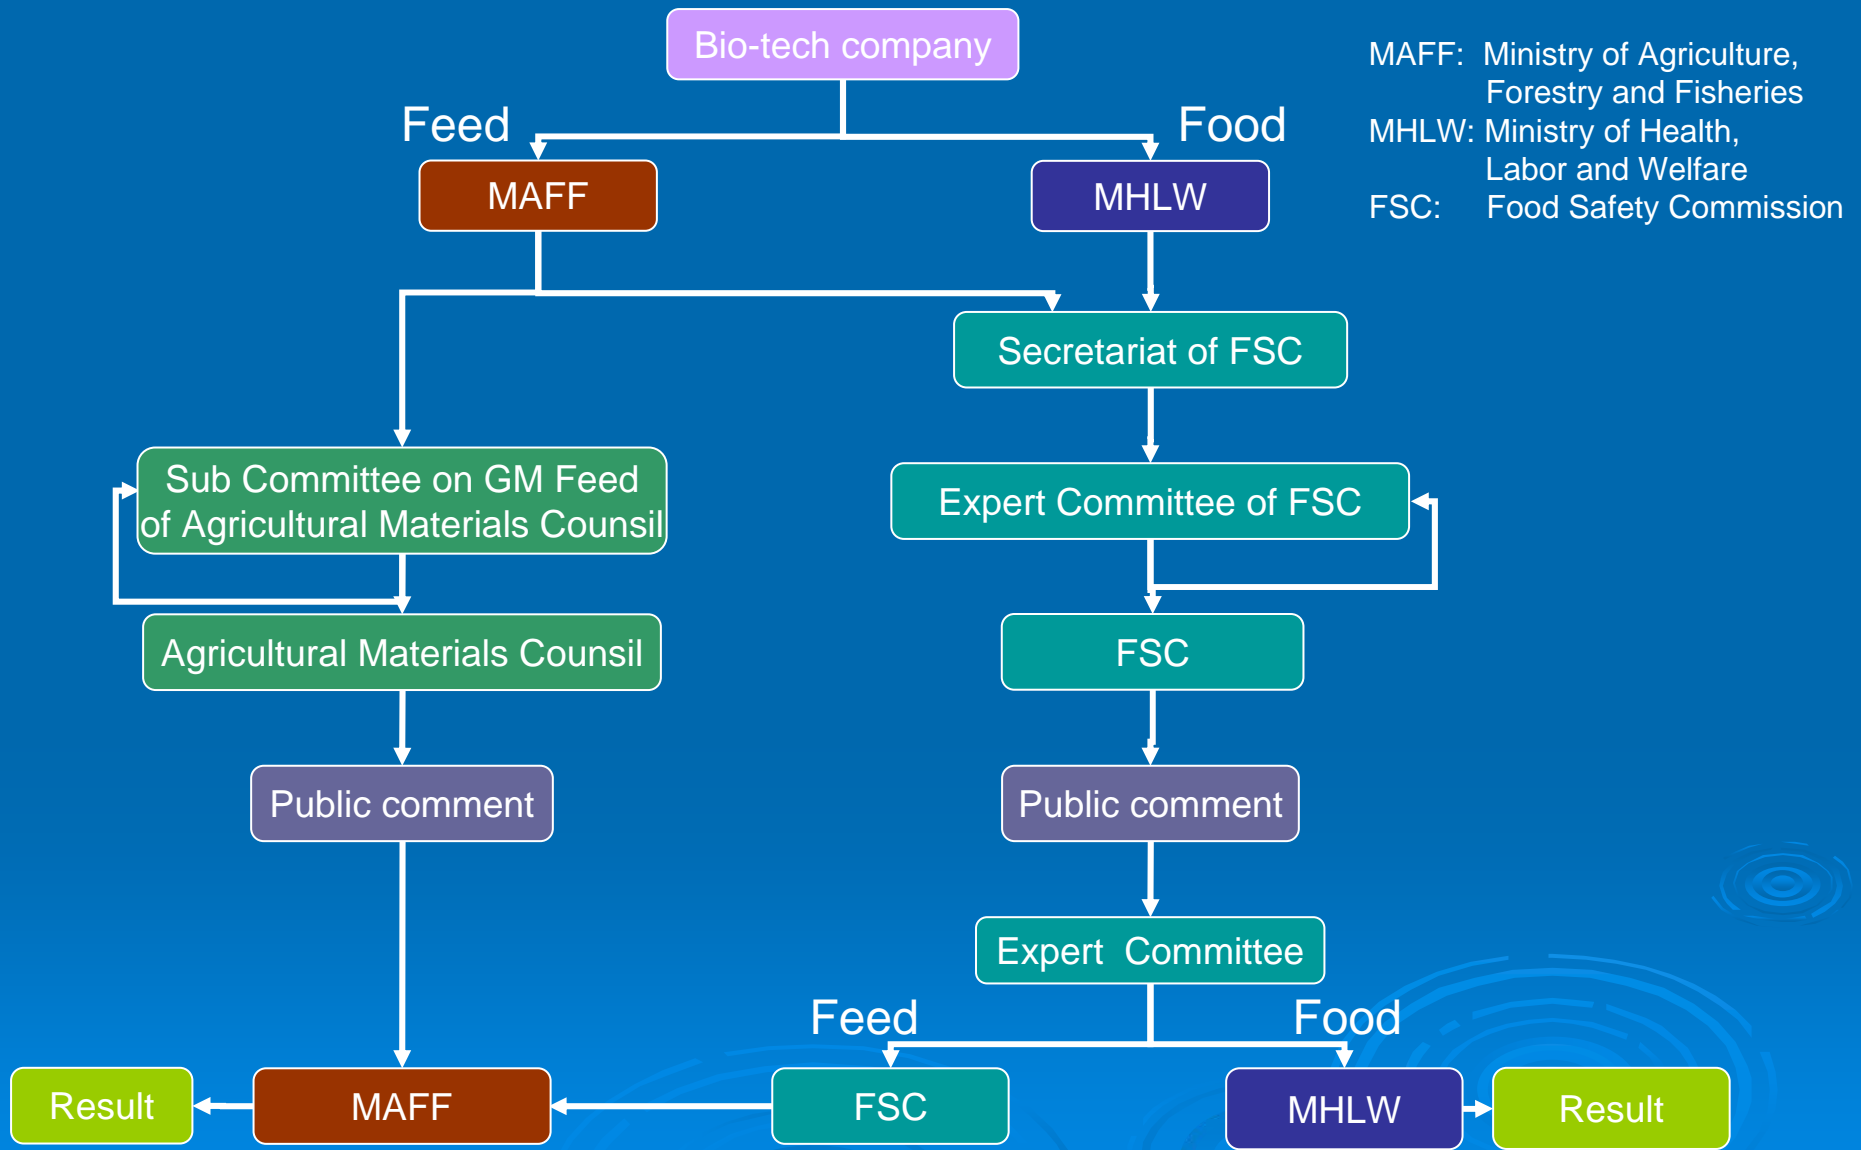 Bio-tech company
MAFF: Ministry of Agriculture,
Forestry and Fisheries
MHLW: Ministry of Health,
Labor and Welfare
FSC: Food Safety Commission
Feed
Food
MAFF
MHLW
Secretariat of FSC
Sub Committee on GM Feed
of Agricultural Materials Counsil
Expert Committee of FSC
Agricultural Materials Counsil
FSC
Public comment
Public comment
Expert Committee
Feed
Food
Result
MAFF
FSC
MHLW
Result